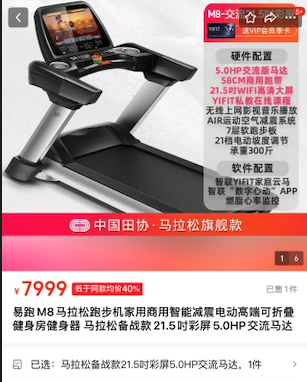 M8-交流
5+
YIFIT
送VIP会员季卡
硬件配置
5.0HP交流版马达
58CM商用跑带
21.5吋WIFI高清大屏
YIFIT私教在线课程
无线上网影视音乐播放
AIR运动空气减震系统
7层软跑步板
21档电动坡度调节
承重300斤
软件配置
智联YIFIT家庭云马
智联“数字心动”APP
燃脂心率监控
中国田协·马拉松旗舰款
1
6
¥7999
低于同款均价40%
已售1件
易跑M8马拉松跑步机家用商用智能减震电动高端可折叠
健身房健身器 马拉松备战款21.5吋彩屏5.0HP交流马达
已选：马拉松备战款21.5吋彩屏5.0HP交流马达，1件